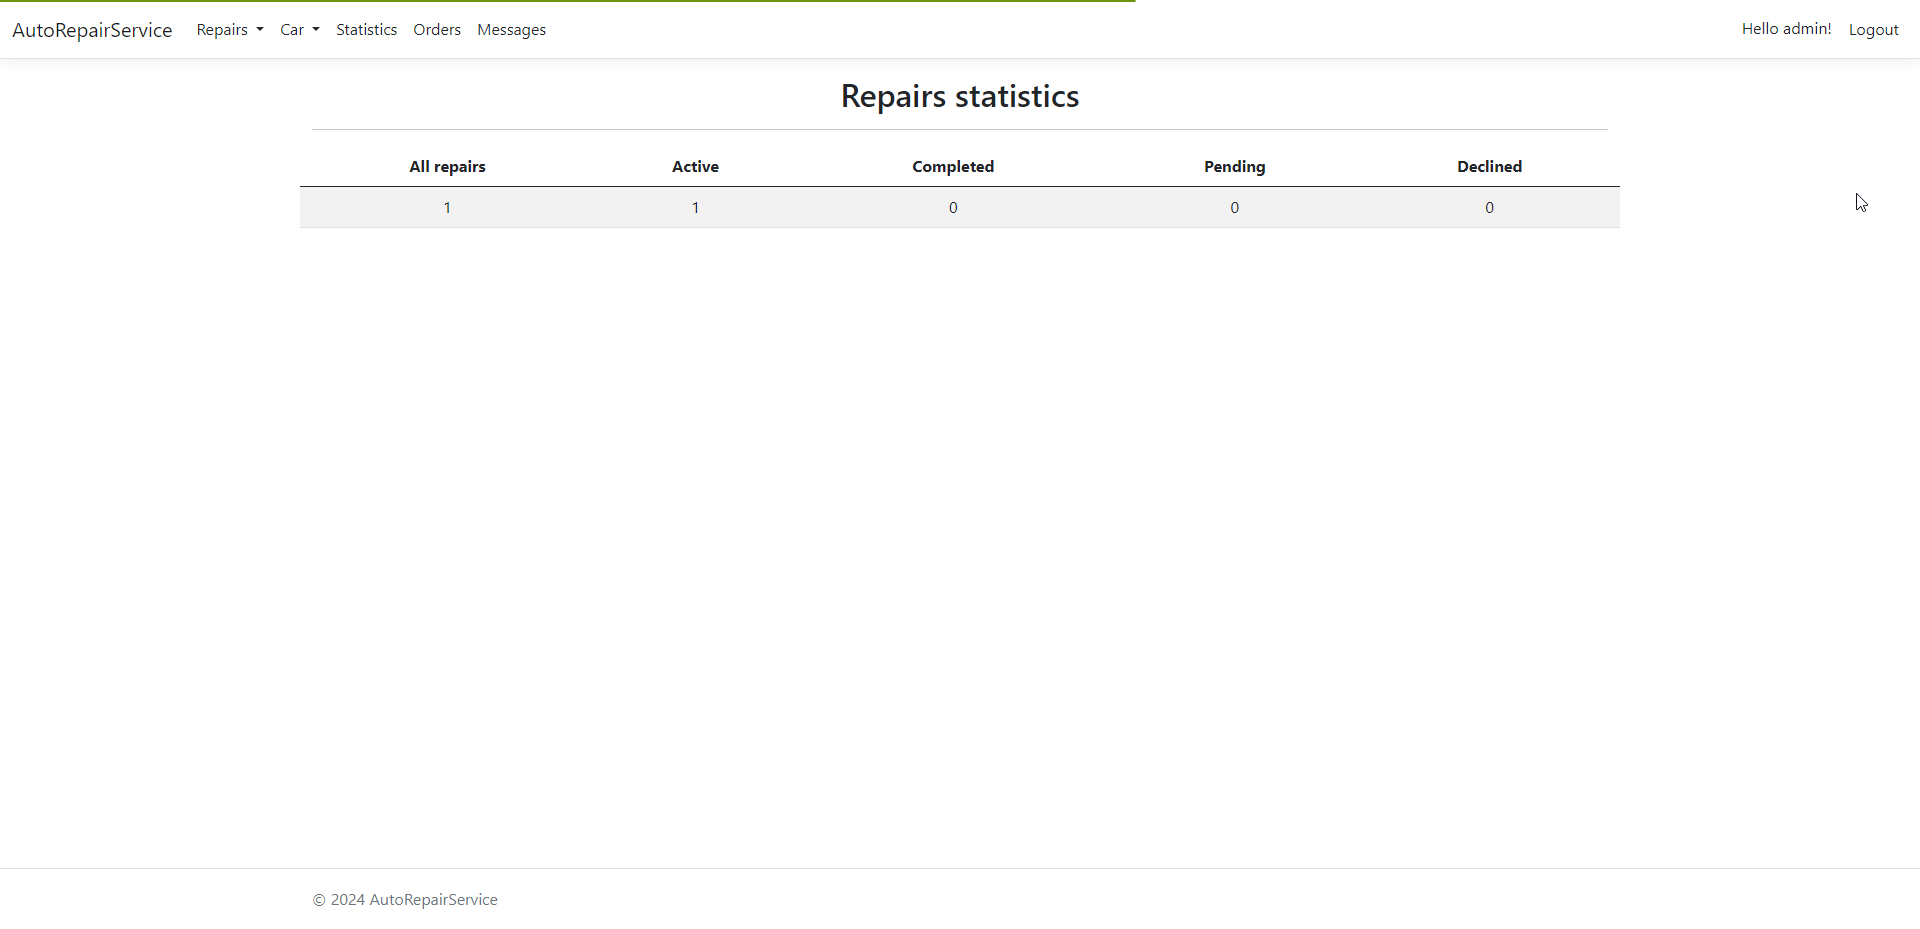 AutoRepairService Repairs Car Statistics Orders Messages Hello admin! Logout
Repairs statistics
All repairs Active Completed Pending Declined
1 1 0 0 0
© 2024 AutoRepairService